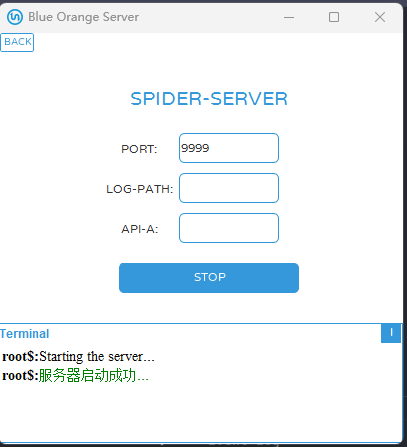 Blue Orange Server
BACK
SPIDER-SERVER
PORT: 9999
LOG-PATH:
API-A:
STOP
Terminal
I
root$:Starting the server...
root$:服务器启动成功...